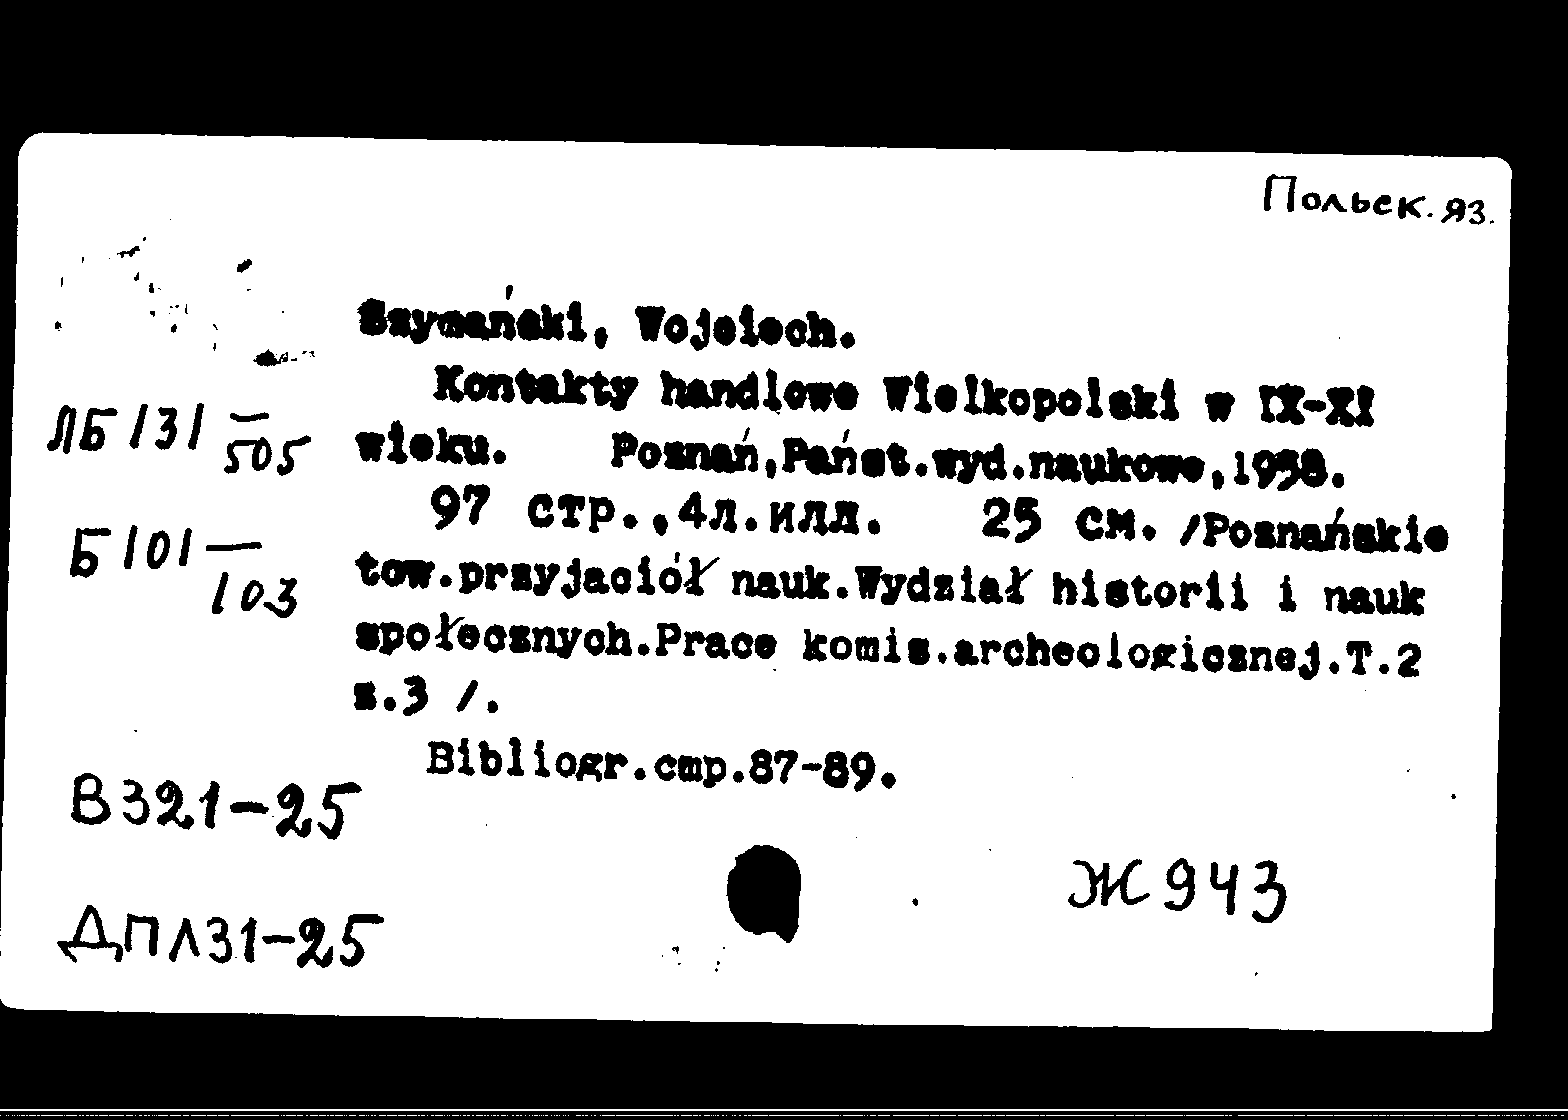 Польск. яз.
Szymański, Wojciech.
Kontakty handlowe Wielkopolski w IX-XI
wieku. Poznań,Państ.wyd.naukowe,1958.
97 стр.,4л.илл. 25 см. /Poznańskie
tow.przyjaciół nauk.Wydział historii i nauk
społecznych.Prace komis.archeologicznej.T.2
z.3 /.
Bibliogr.стр.87-89.
ЛБ 131 —
505
Б 101 —
103
В321-25
ДПЛ31-25
Ж 943